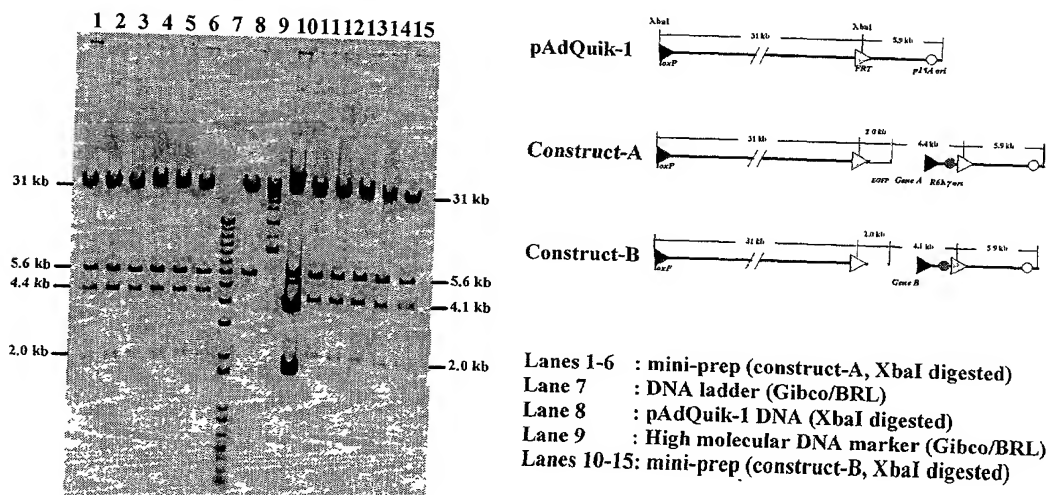 1 2 3 4 5 6 7 8 9 10 11 12 13 14 15
31 kb
5.6 kb
4.4 kb
2.0 kb
31 kb
5.6 kb
4.1 kb
2.0 kb
pAdQuik-1
XbaI
31 kb
XbaI
5.9 kb
loxP
FRT
p15A ori
Construct-A
31 kb
2.0 kb
4.4 kb
5.9 kb
loxP
EGFP
Gene A
R6kγori
Construct-B
31 kb
2.0 kb
4.1 kb
5.9 kb
loxP
Gene B
Lanes 1-6 : mini-prep (construct-A, XbaI digested)
Lane 7 : DNA ladder (Gibco/BRL)
Lane 8 : pAdQuik-1 DNA (XbaI digested)
Lane 9 : High molecular DNA marker (Gibco/BRL)
Lanes 10-15: mini-prep (construct-B, XbaI digested)